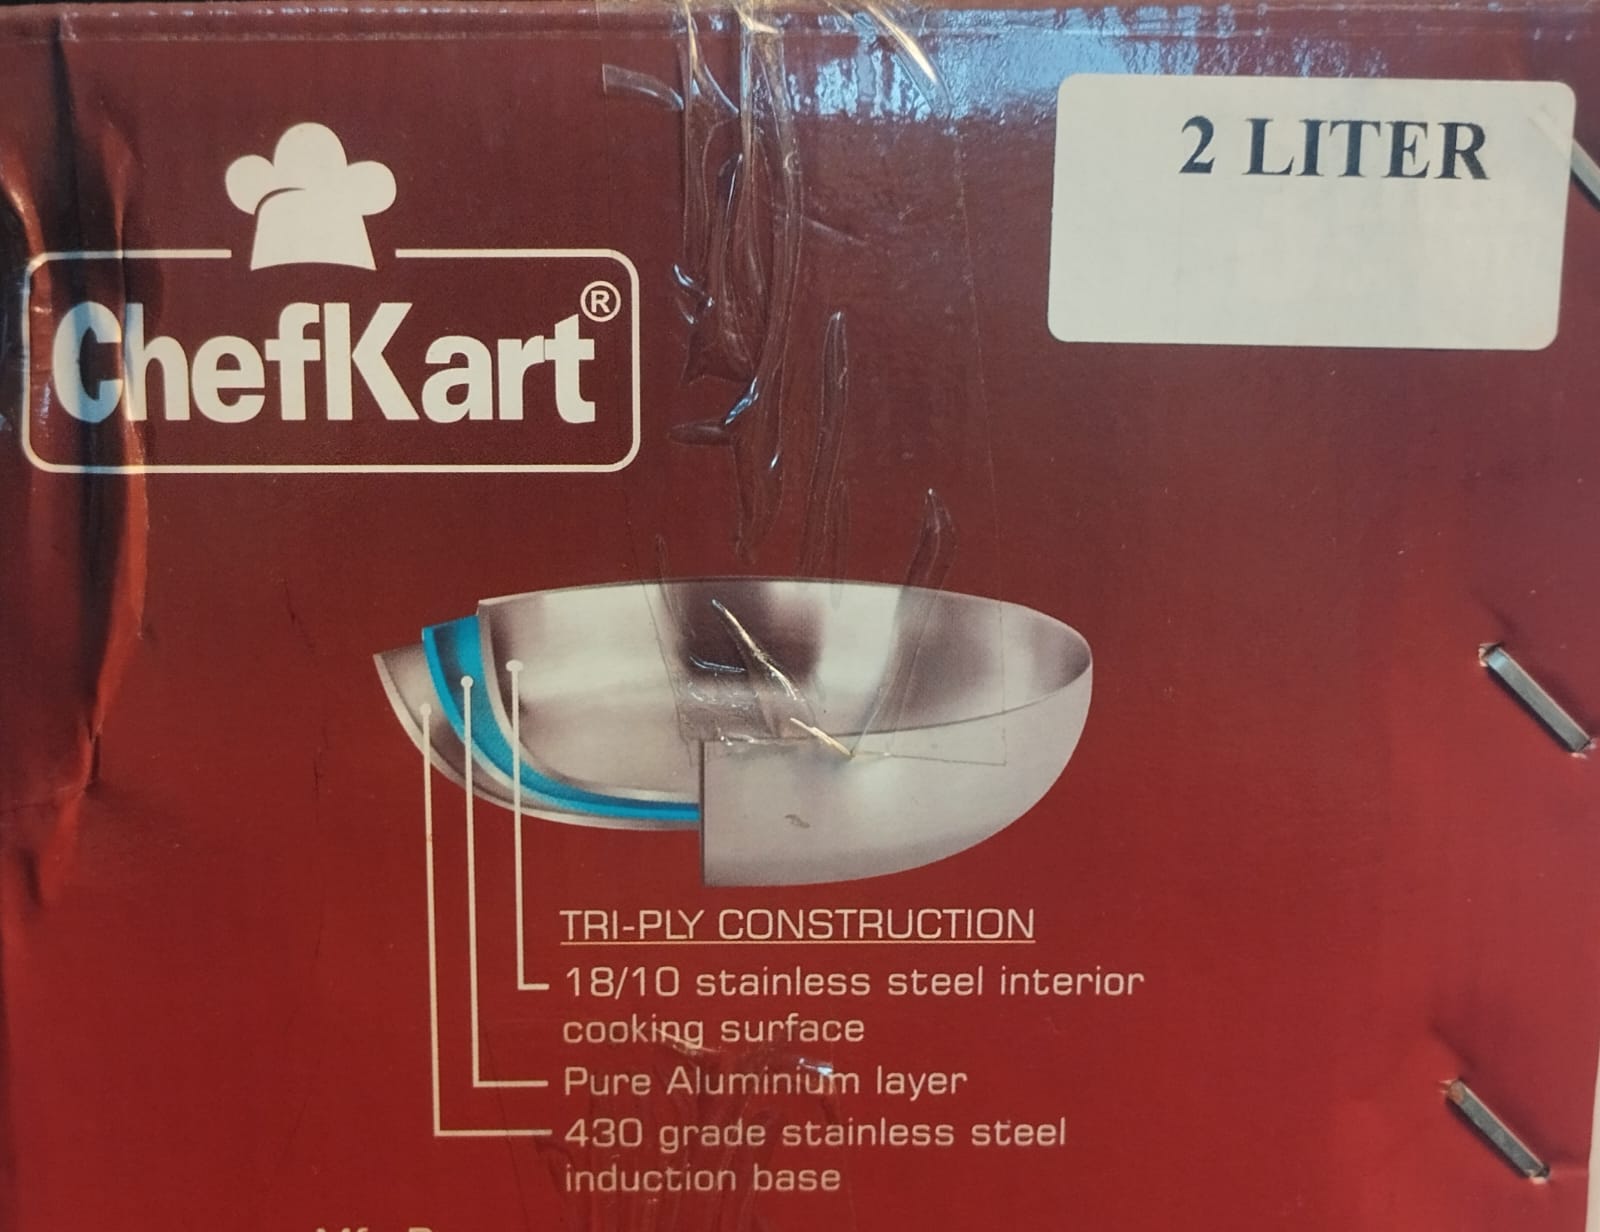 2 LITER
ChefKart®
TRI-PLY CONSTRUCTION
18/10 stainless steel interior
cooking surface
Pure Aluminium layer
430 grade stainless steel
induction base